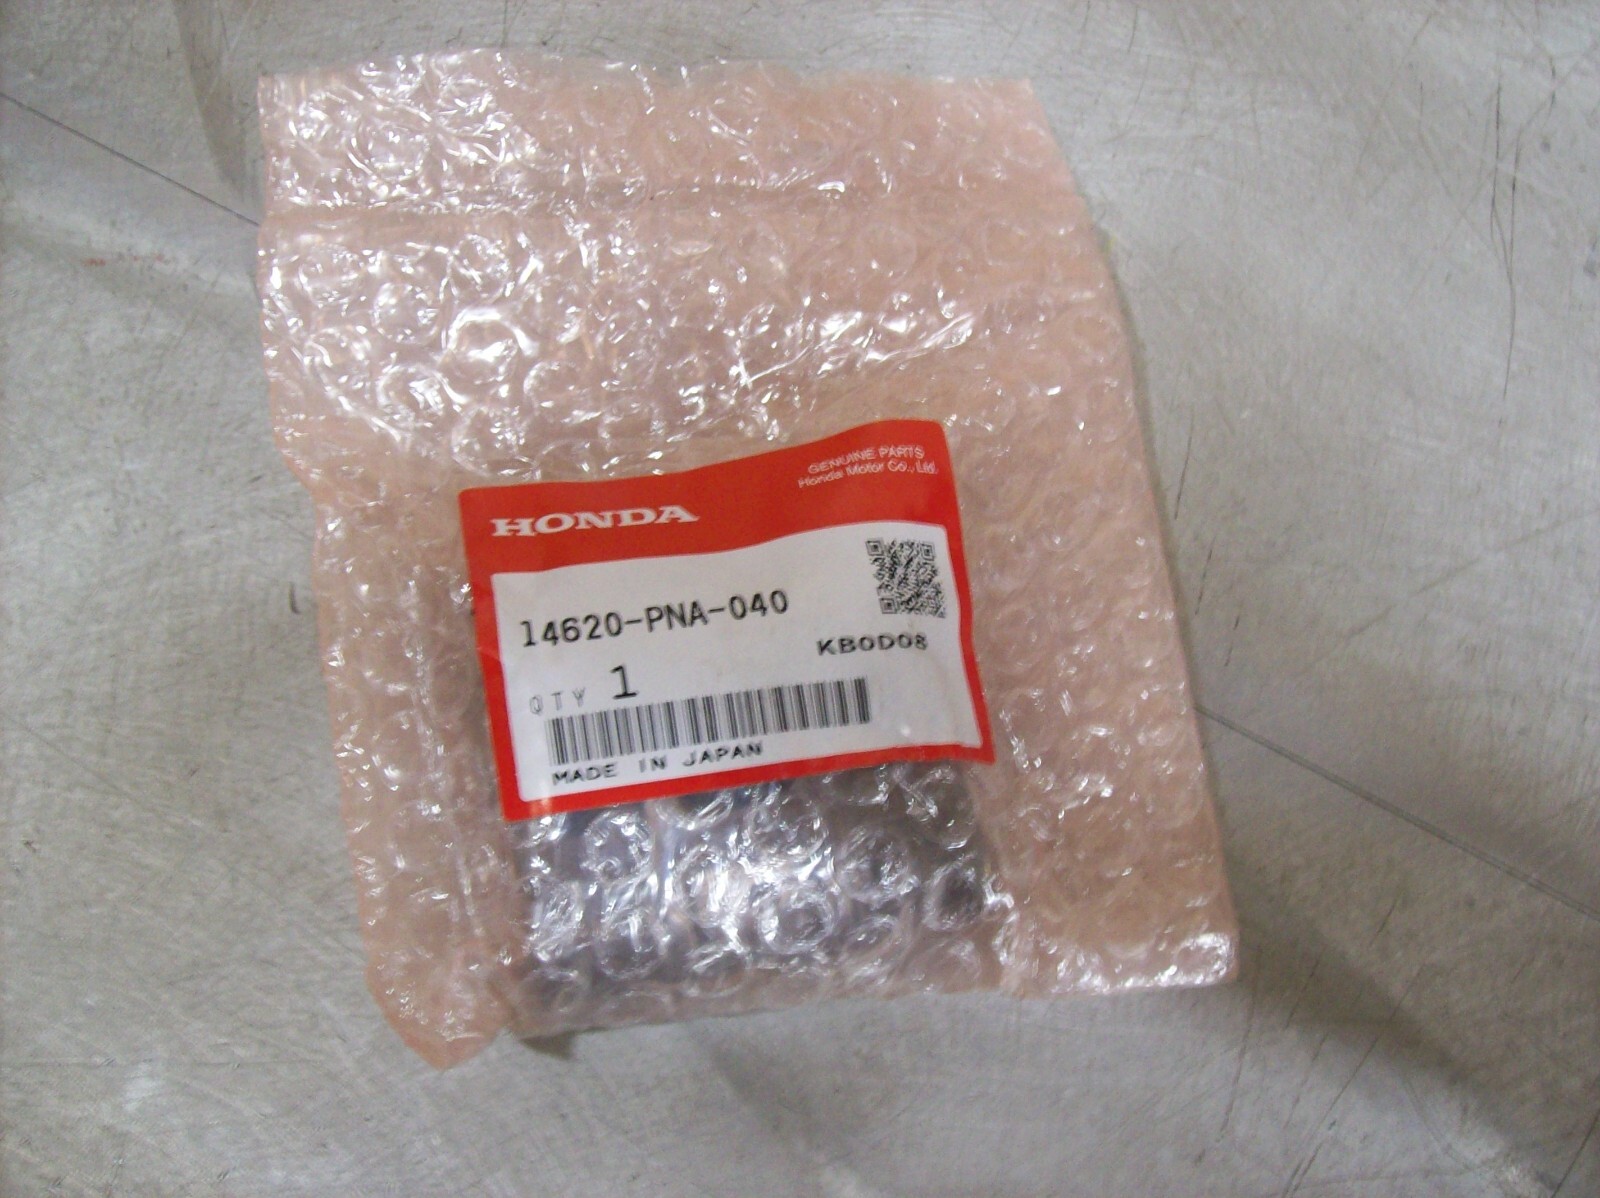 GENUINE PARTS
Honda Motor Co., Ltd.
HONDA
14620-PNA-040
KB0D08
QTY 1
MADE IN JAPAN